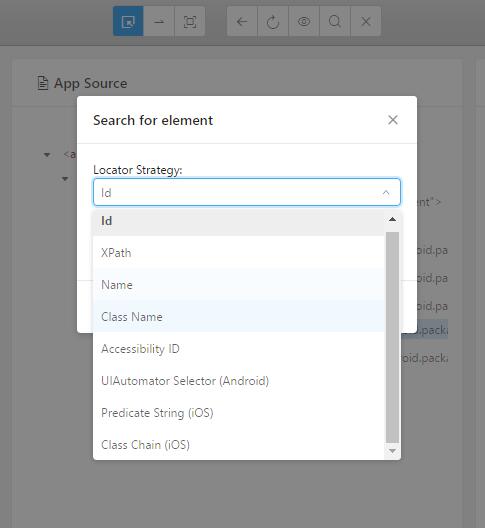 App Source
Search for element
<a
Locator Strategy:
Id
ent">
Id
XPath
oid.pa
Name
oid.pa
Class Name
oid.pa
oid.packa
Accessibility ID
roid.packa
UIAutomator Selector (Android)
Predicate String (iOS)
Class Chain (iOS)